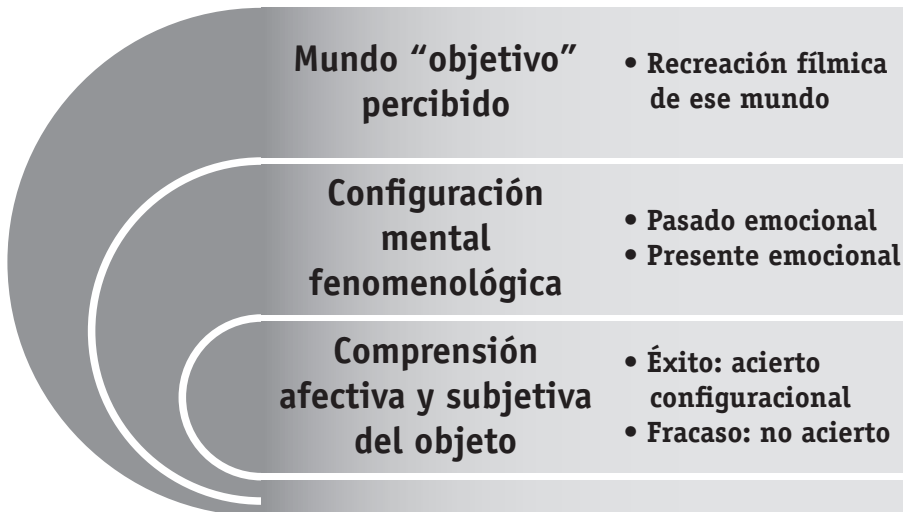 Mundo “objetivo”
percibido
• Recreación fílmica
de ese mundo
Configuración
mental
fenomenológica
• Pasado emocional
• Presente emocional
Comprensión
afectiva y subjetiva
del objeto
• Éxito: acierto
configuracional
• Fracaso: no acierto